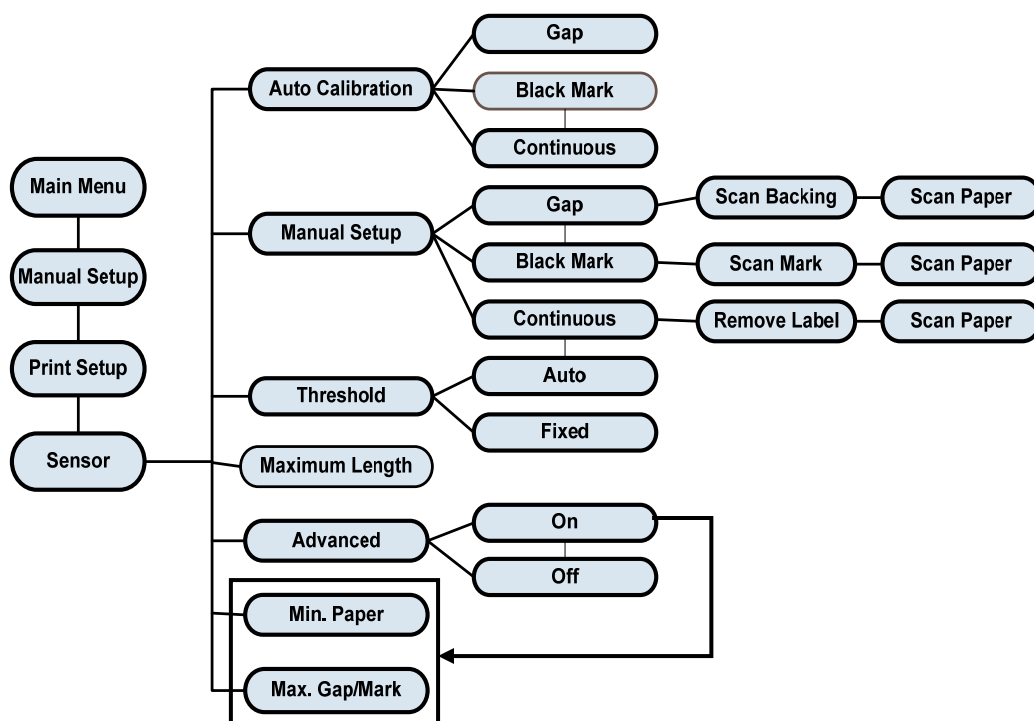 Main Menu
Manual Setup
Print Setup
Sensor
Auto Calibration
Gap
Black Mark
Continuous
Manual Setup
Gap
Scan Backing
Scan Paper
Black Mark
Scan Mark
Scan Paper
Continuous
Remove Label
Scan Paper
Threshold
Auto
Fixed
Maximum Length
Advanced
On
Off
Min. Paper
Max. Gap/Mark